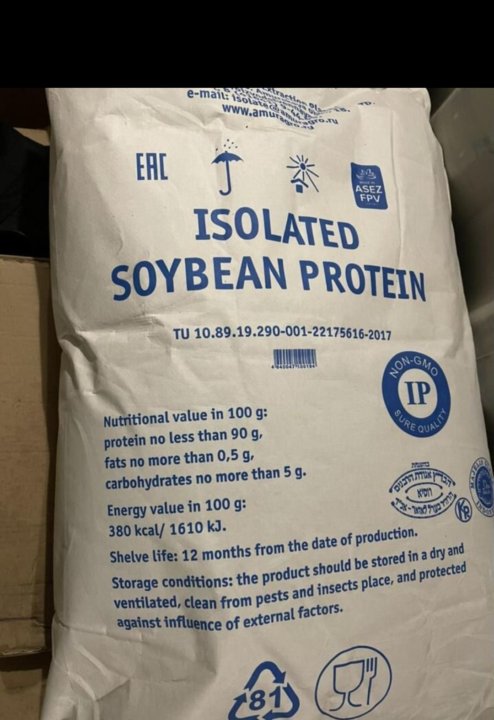 www.amuragro.ru
EAC
ASEZ
FPV
ISOLATED
SOYBEAN PROTEIN
TU 10.89.19.290-001-22175616-2017
NON-GMO
IP
SURE QUALITY
Nutritional value in 100 g:
protein no less than 90 g,
fats no more than 0,5 g,
carbohydrates no more than 5 g.
Energy value in 100 g:
380 kcal/ 1610 kJ.
Shelve life: 12 months from the date of production.
Storage conditions: the product should be stored in a dry and
ventilated, clean from pests and insects place, and protected
against influence of external factors.
81